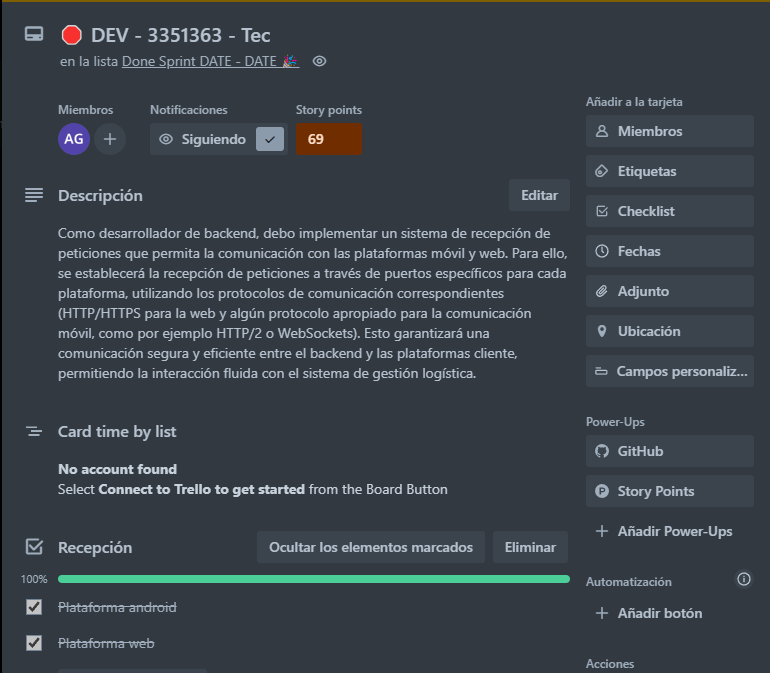 DEV - 3351363 - Tec
en la lista Done Sprint DATE - DATE 🎉
Miembros
Notificaciones
Story points
AG
Siguiendo
69
Descripción
Editar
Como desarrollador de backend, debo implementar un sistema de recepción de
peticiones que permita la comunicación con las plataformas móvil y web. Para ello,
se establecerá la recepción de peticiones a través de puertos específicos para cada
plataforma, utilizando los protocolos de comunicación correspondientes
(HTTP/HTTPS para la web y algún protocolo apropiado para la comunicación
móvil, como por ejemplo HTTP/2 o WebSockets). Esto garantizará una
comunicación segura y eficiente entre el backend y las plataformas cliente,
permitiendo la interacción fluida con el sistema de gestión logística.
Card time by list
No account found
Select Connect to Trello to get started from the Board Button
Recepción
Ocultar los elementos marcados
Eliminar
100%
Plataforma android
Plataforma web
Añadir a la tarjeta
Miembros
Etiquetas
Checklist
Fechas
Adjunto
Ubicación
Campos personaliz...
Power-Ups
GitHub
Story Points
Añadir Power-Ups
Automatización
Añadir botón
Acciones